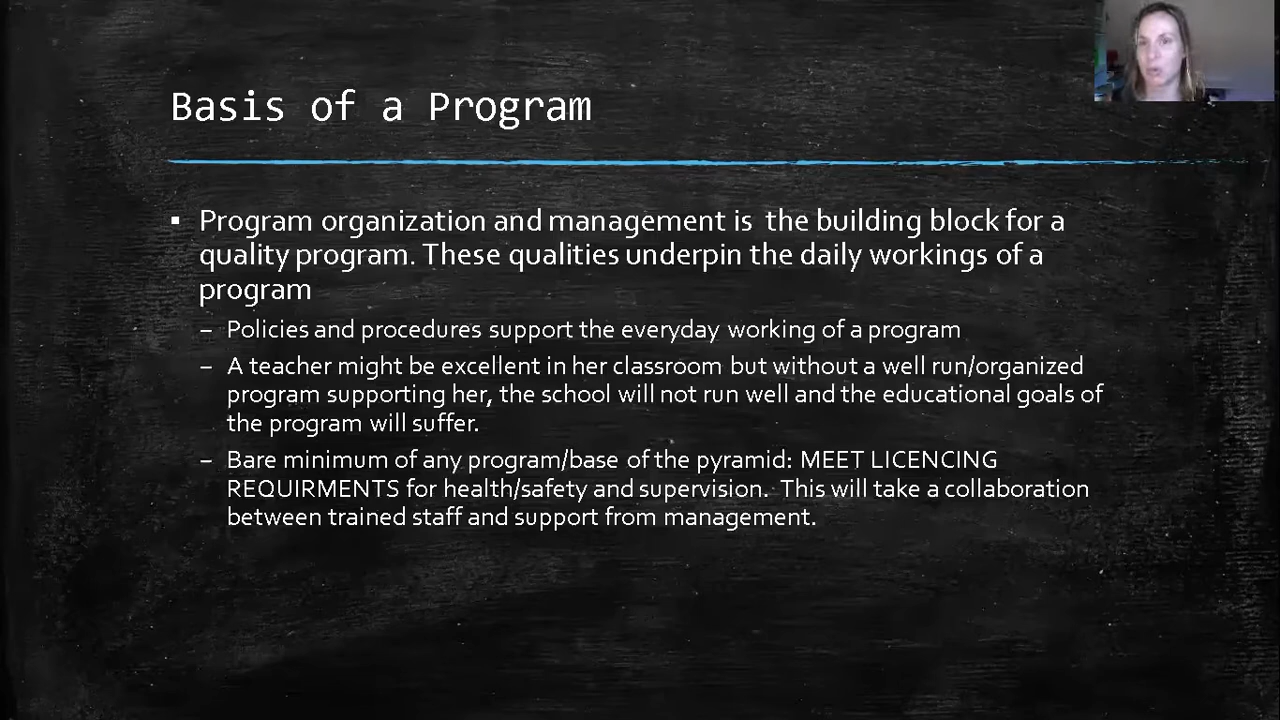 Basis of a Program
▪ Program organization and management is  the building block for a
quality program. These qualities underpin the daily workings of a
program
– Policies and procedures support the everyday working of a program
– A teacher might be excellent in her classroom but without a well run/organized
program supporting her, the school will not run well and the educational goals of
the program will suffer.
– Bare minimum of any program/base of the pyramid: MEET LICENCING
REQUIRMENTS for health/safety and supervision.  This will take a collaboration
between trained staff and support from management.